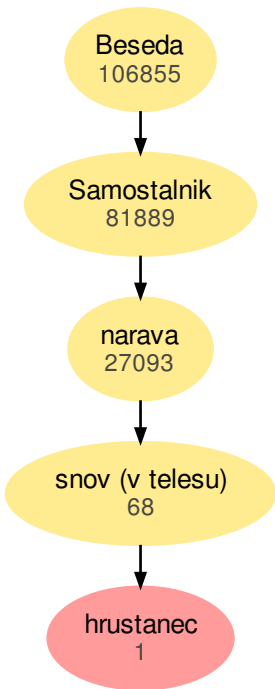 Beseda
106855
Samostalnik
81889
narava
27093
snov (v telesu)
68
hrustanec
1